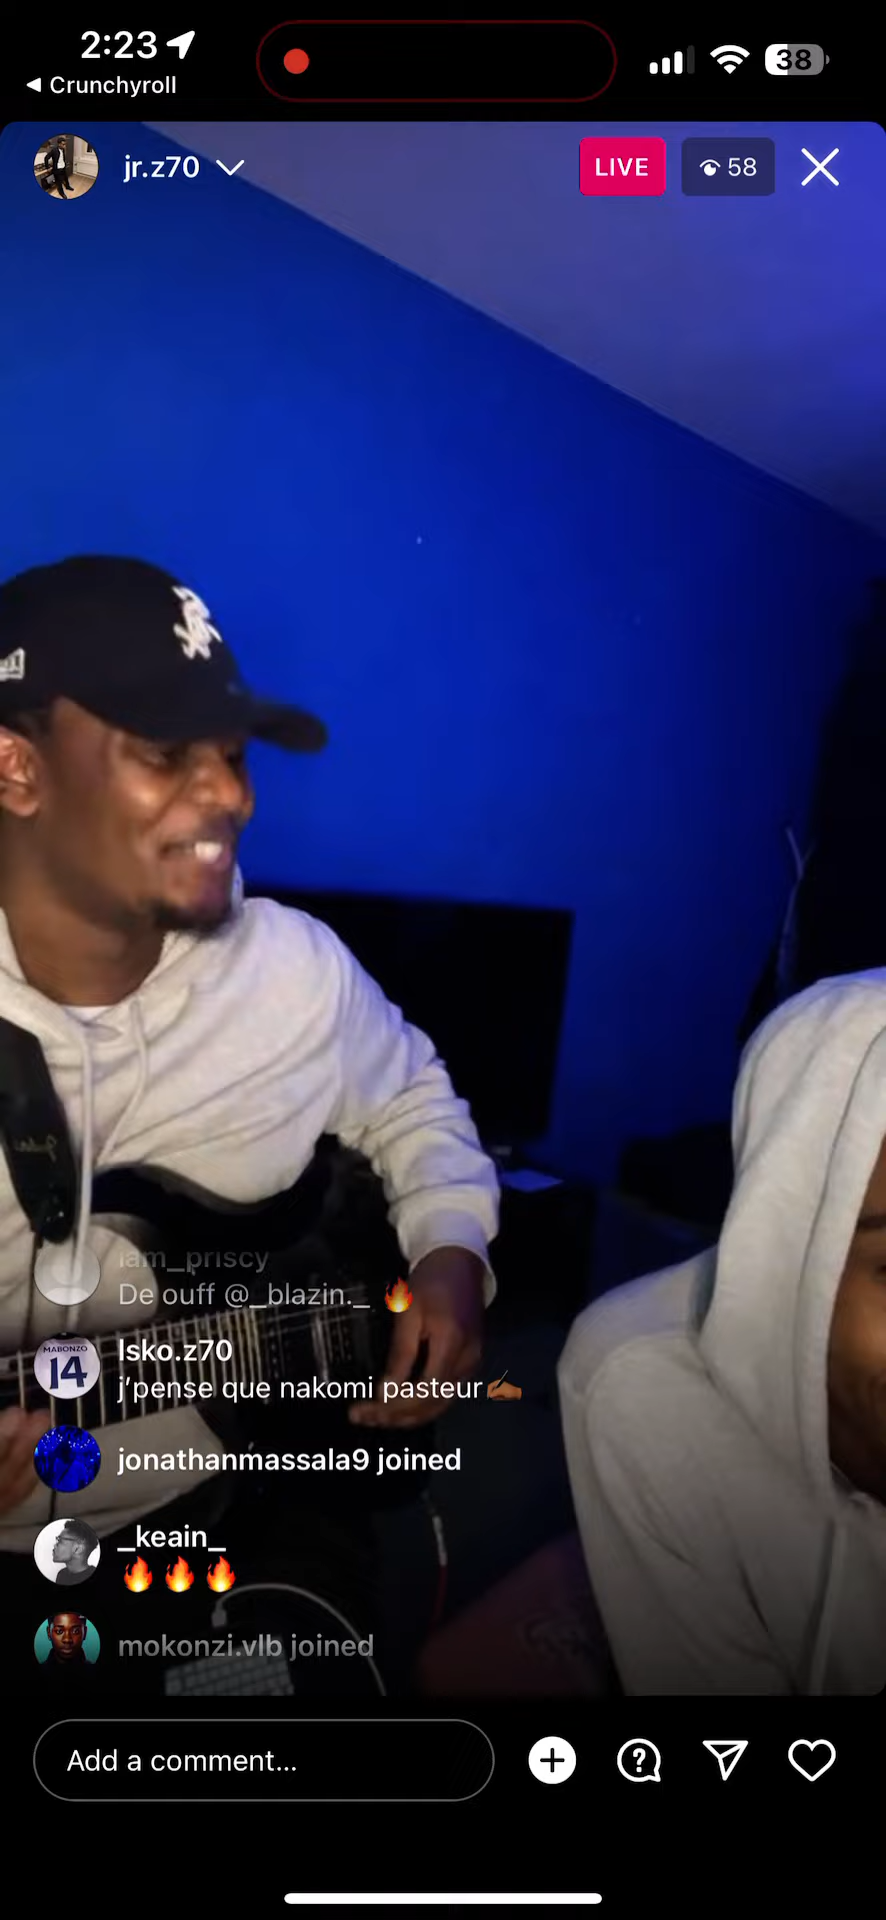 2:23
Crunchyroll
38
jr.z70
LIVE
58
iam_priscy
De ouff @_blazin._ 🔥
MABONZO
14
lsko.z70
j'pense que nakomi pasteur✍🏾
jonathanmassala9 joined
_keain_
🔥🔥🔥
mokonzi.vlb joined
Add a comment...